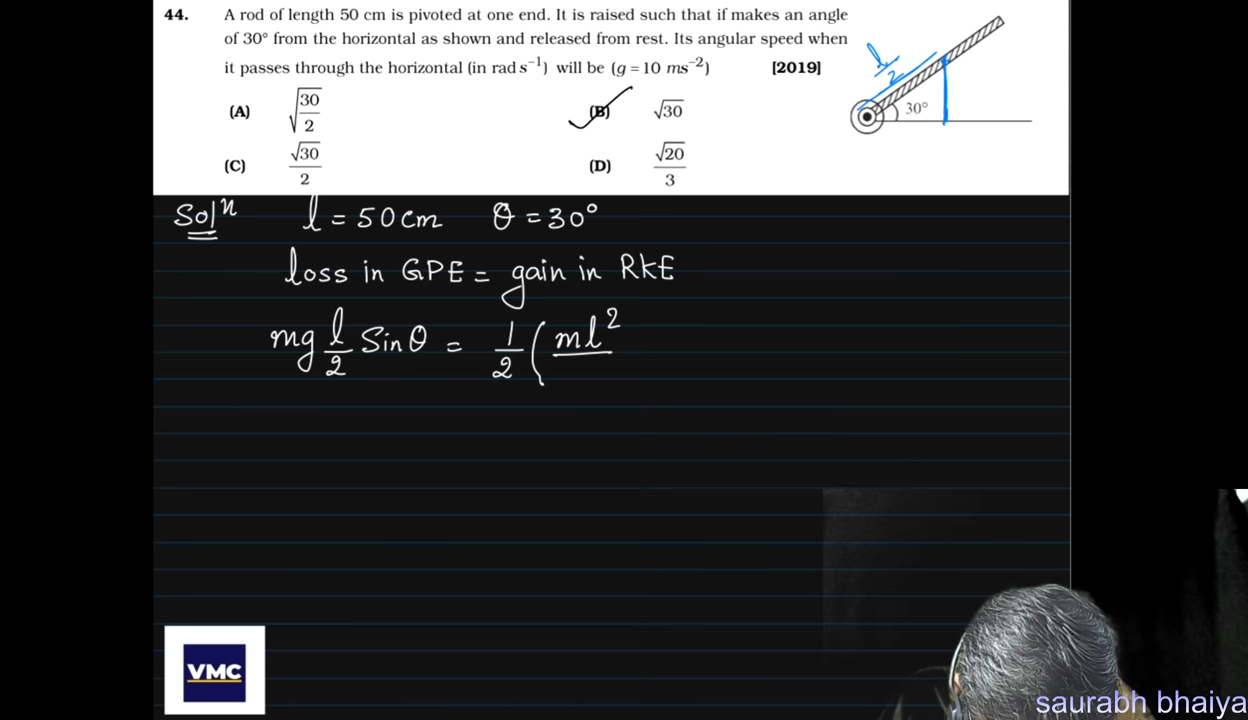 44. A rod of length 50 cm is pivoted at one end. It is raised such that if makes an angle
of 30° from the horizontal as shown and released from rest. Its angular speed when
it passes through the horizontal (in rad s⁻¹) will be (g = 10 ms⁻²) [2019]
l/2
30°
(A) √(30/2) (B) √30
(C) √30/2 (D) √20/3
Solⁿ l = 50 cm θ = 30°
loss in GPE = gain in RKE
mg l/2 Sinθ = 1/2 ( ml²
VMC
saurabh bhaiya